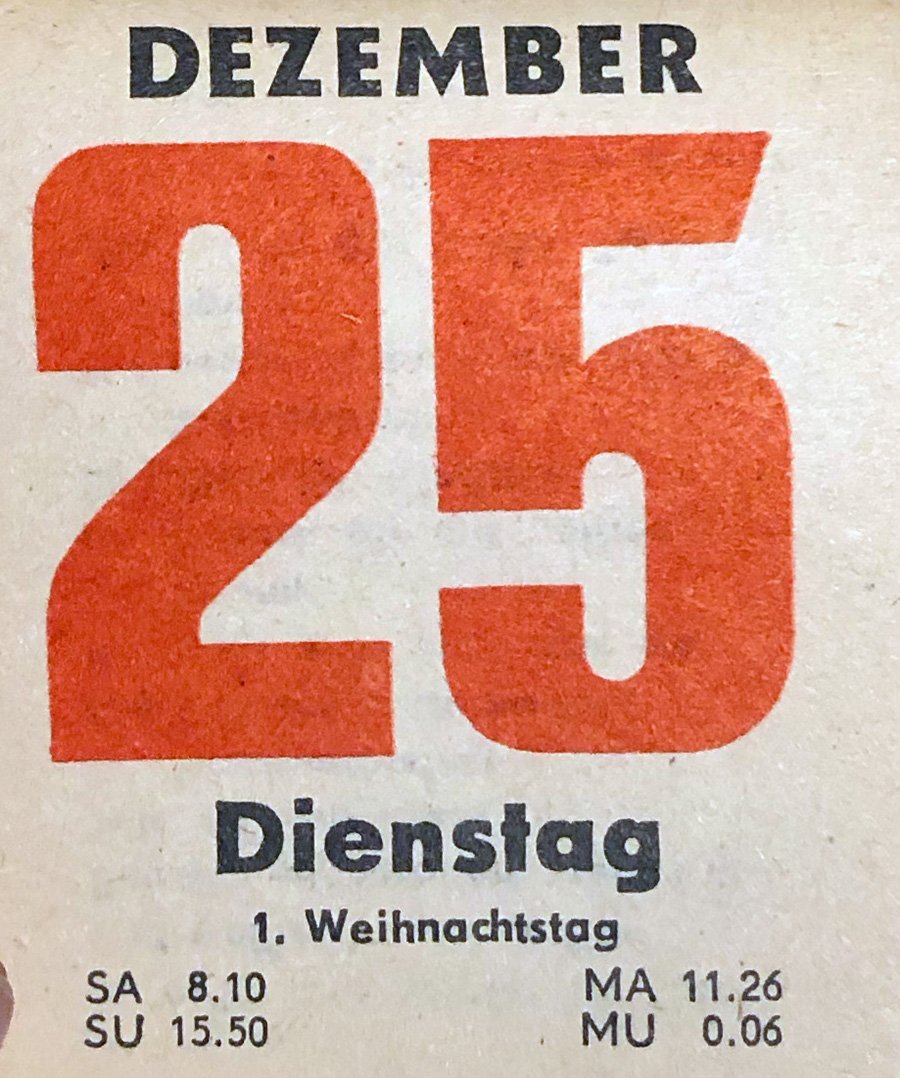 DEZEMBER
25
Dienstag
1. Weihnachtstag
SA 8.10 MA 11.26
SU 15.50 MU 0.06